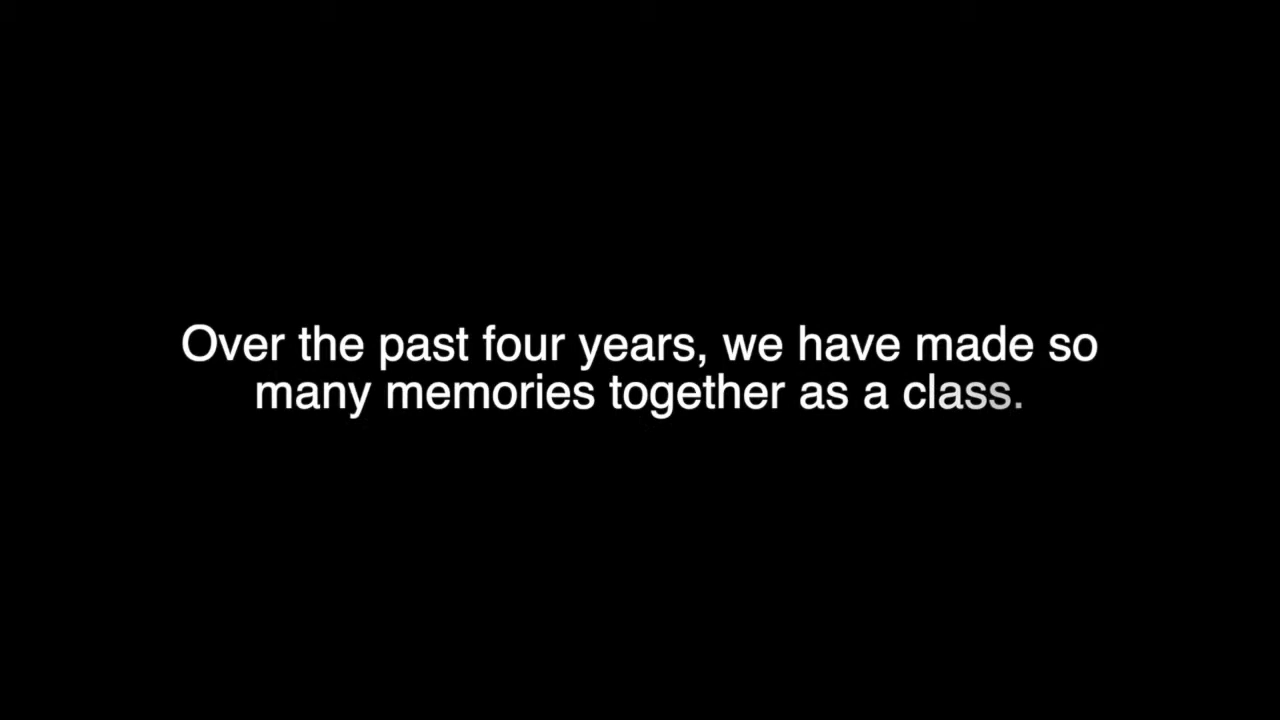 Over the past four years, we have made so
many memories together as a class.